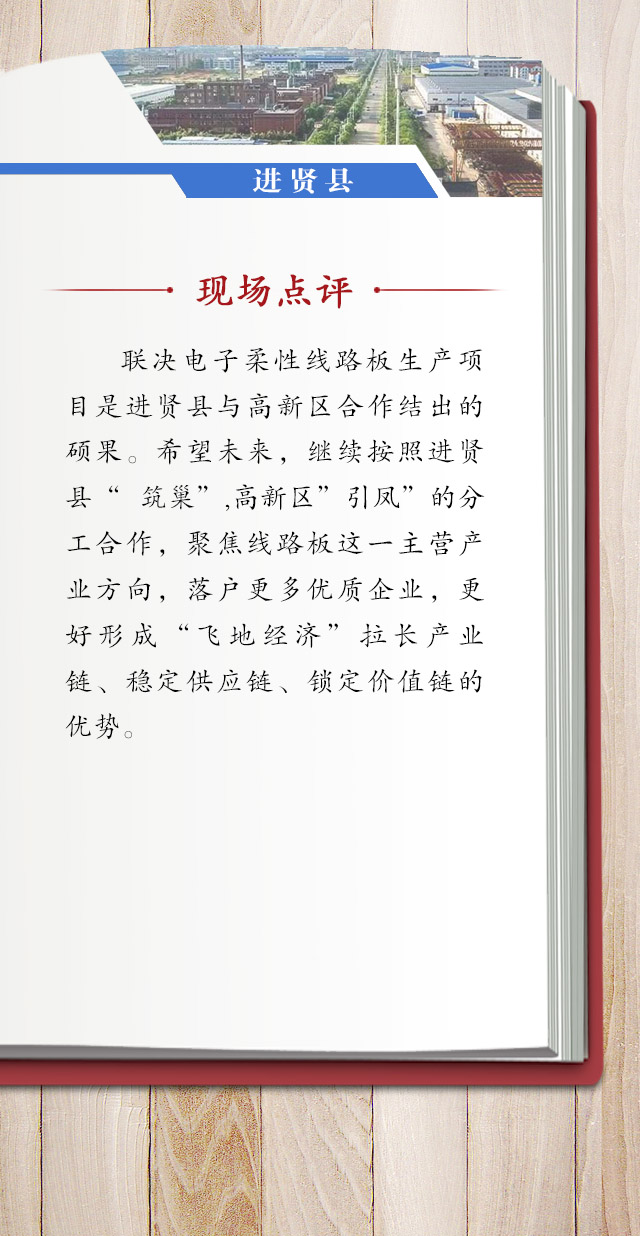 进贤县
现场点评
联决电子柔性线路板生产项
目是进贤县与高新区合作结出的
硕果。希望未来，继续按照进贤
县“ 筑巢”,高新区”引凤”的分
工合作，聚焦线路板这一主营产
业方向，落户更多优质企业，更
好形成“飞地经济”拉长产业
链、稳定供应链、锁定价值链的
优势。